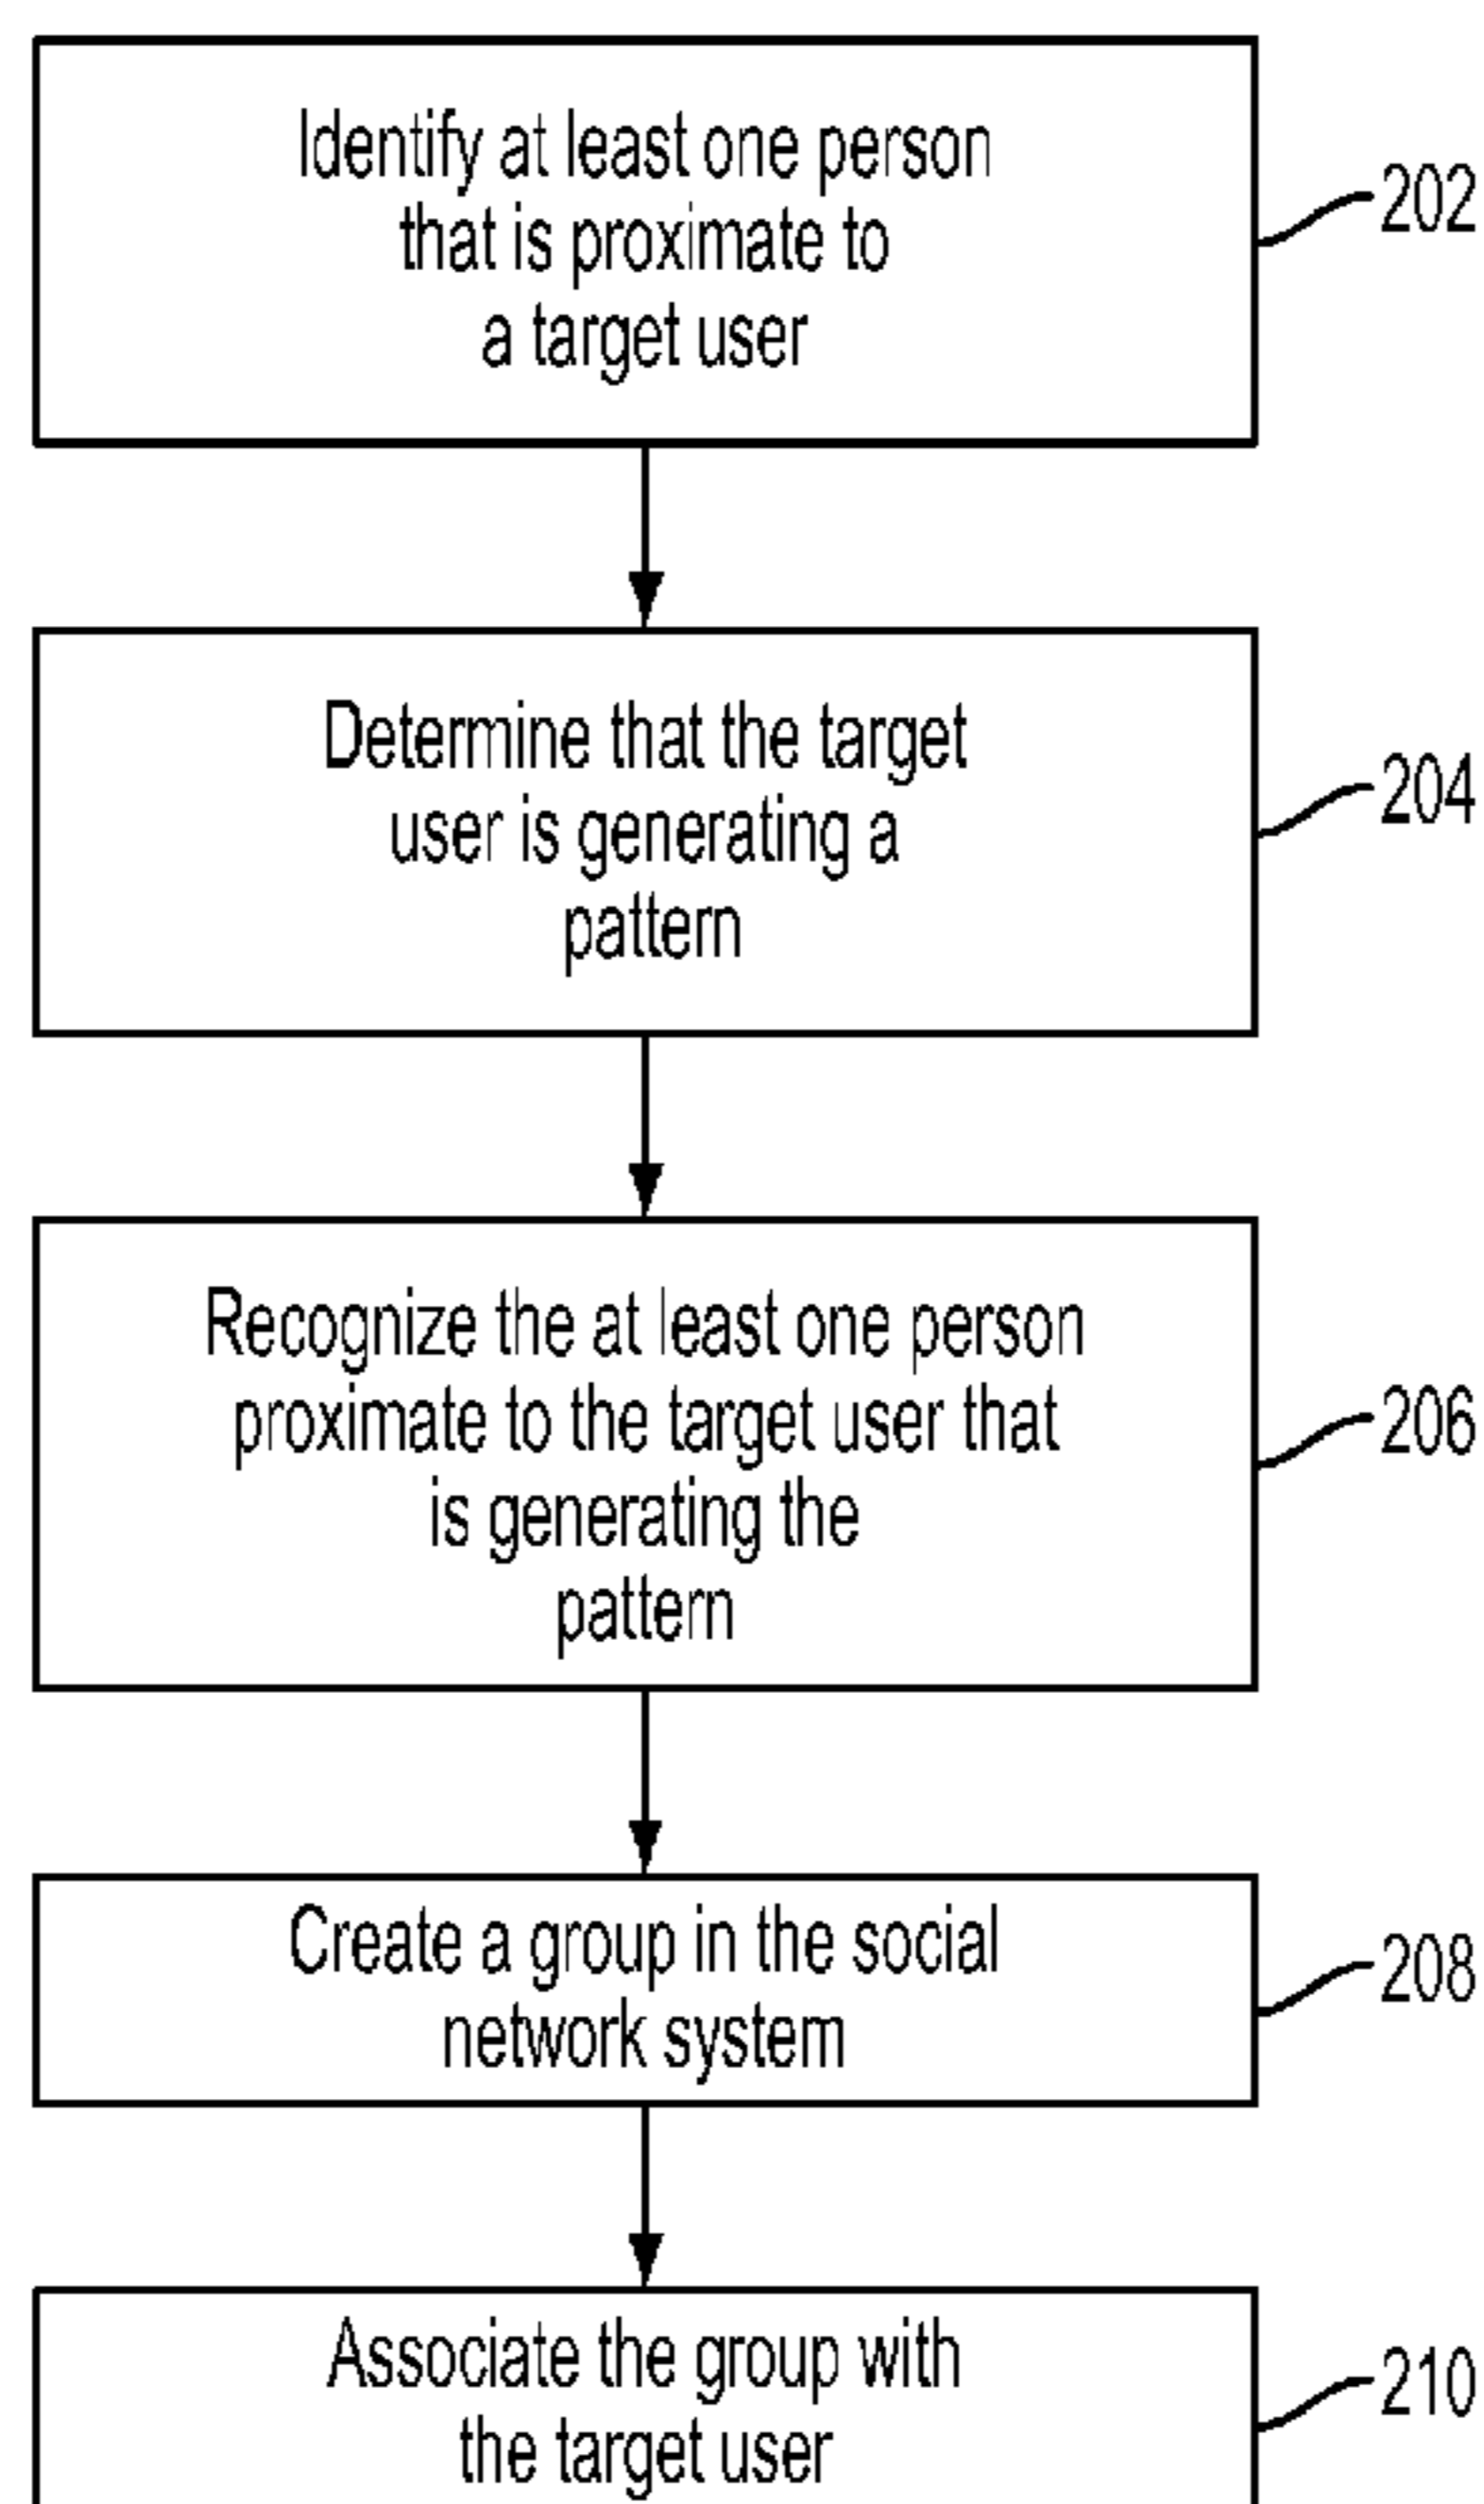 Identify at least one person
that is proximate to
a target user
202
Determine that the target
user is generating a
pattern
204
Recognize the at least one person
proximate to the target user that
is generating the
pattern
206
Create a group in the social
network system
208
Associate the group with
the target user
210